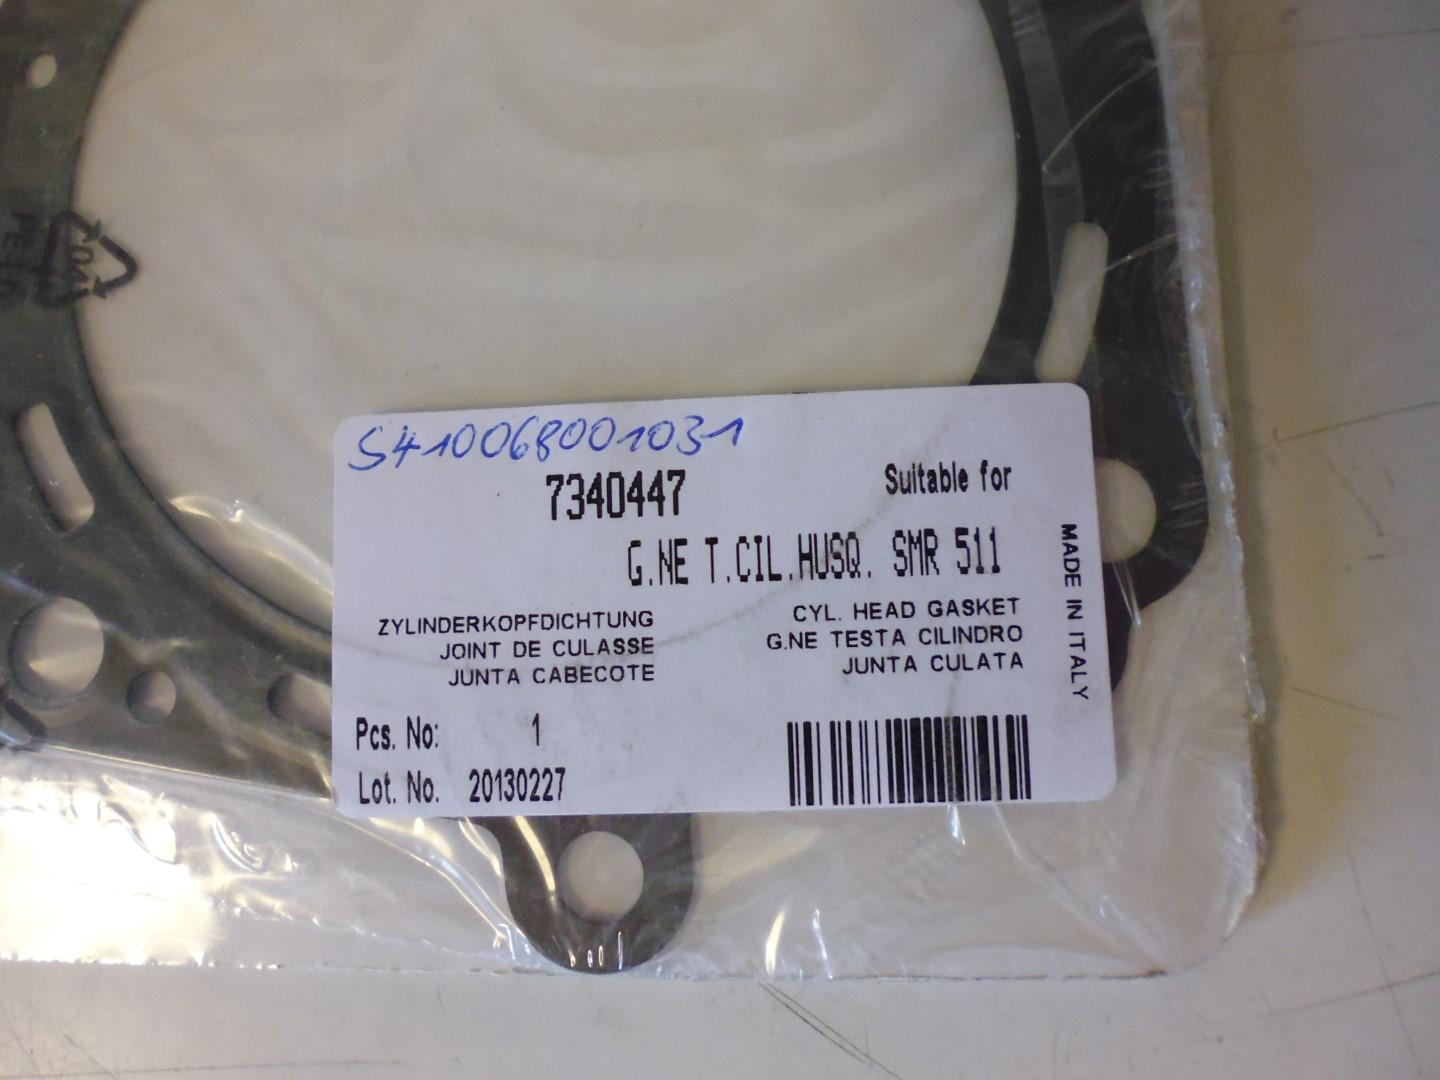 S410068001031
7340447
Suitable for
G.NE T.CIL.HUSQ. SMR 511
ZYLINDERKOPFDICHTUNG
JOINT DE CULASSE
JUNTA CABECOTE
CYL. HEAD GASKET
G.NE TESTA CILINDRO
JUNTA CULATA
MADE IN ITALY
Pcs. No: 1
Lot. No. 20130227